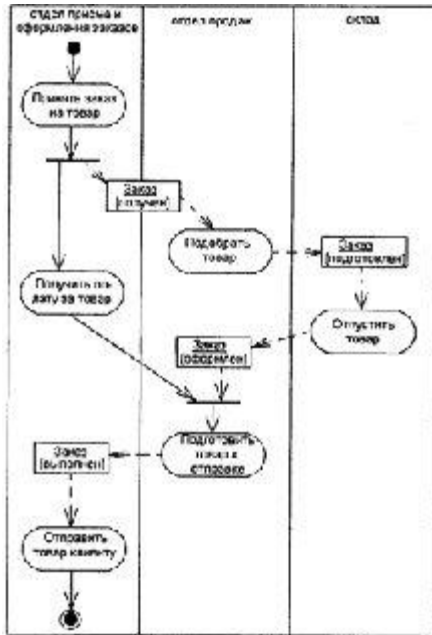 отдел приема и
оформления заказов
отдел продаж
склад
Принять заказ
на товар
Заказ
[получен]
Подобрать
товар
Заказ
[подготовлен]
Получить оп-
лату за товар
Отпустить
товар
Заказ
[оформлен]
Подготовить
товар к
отправке
Заказ
[выполнен]
Отправить
товар клиенту